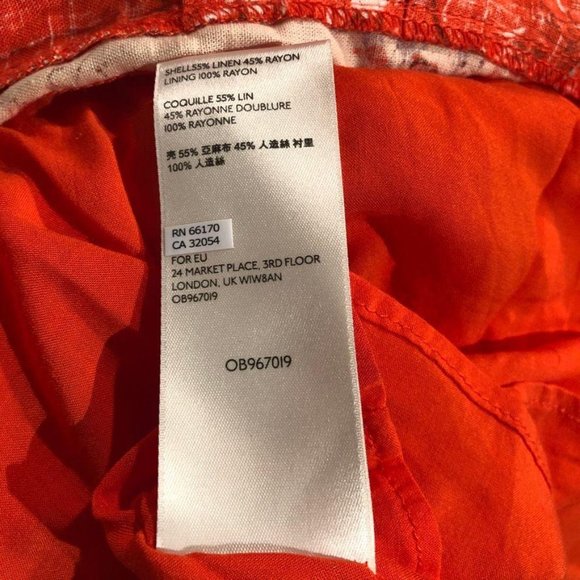 SHELL55% LINEN 45% RAYON
LINING 100% RAYON
COQUILLE 55% LIN
45% RAYONNE DOUBLURE
100% RAYONNE
壳 55% 亞麻布 45% 人造絲 衬里
100% 人造絲
RN 66170
CA 32054
FOR EU
24 MARKET PLACE, 3RD FLOOR
LONDON, UK W1W8AN
OB967019
OB967019